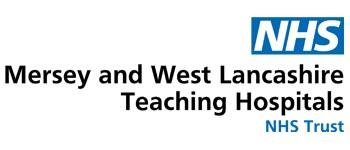 NHS
Mersey and West Lancashire
Teaching Hospitals
NHS Trust